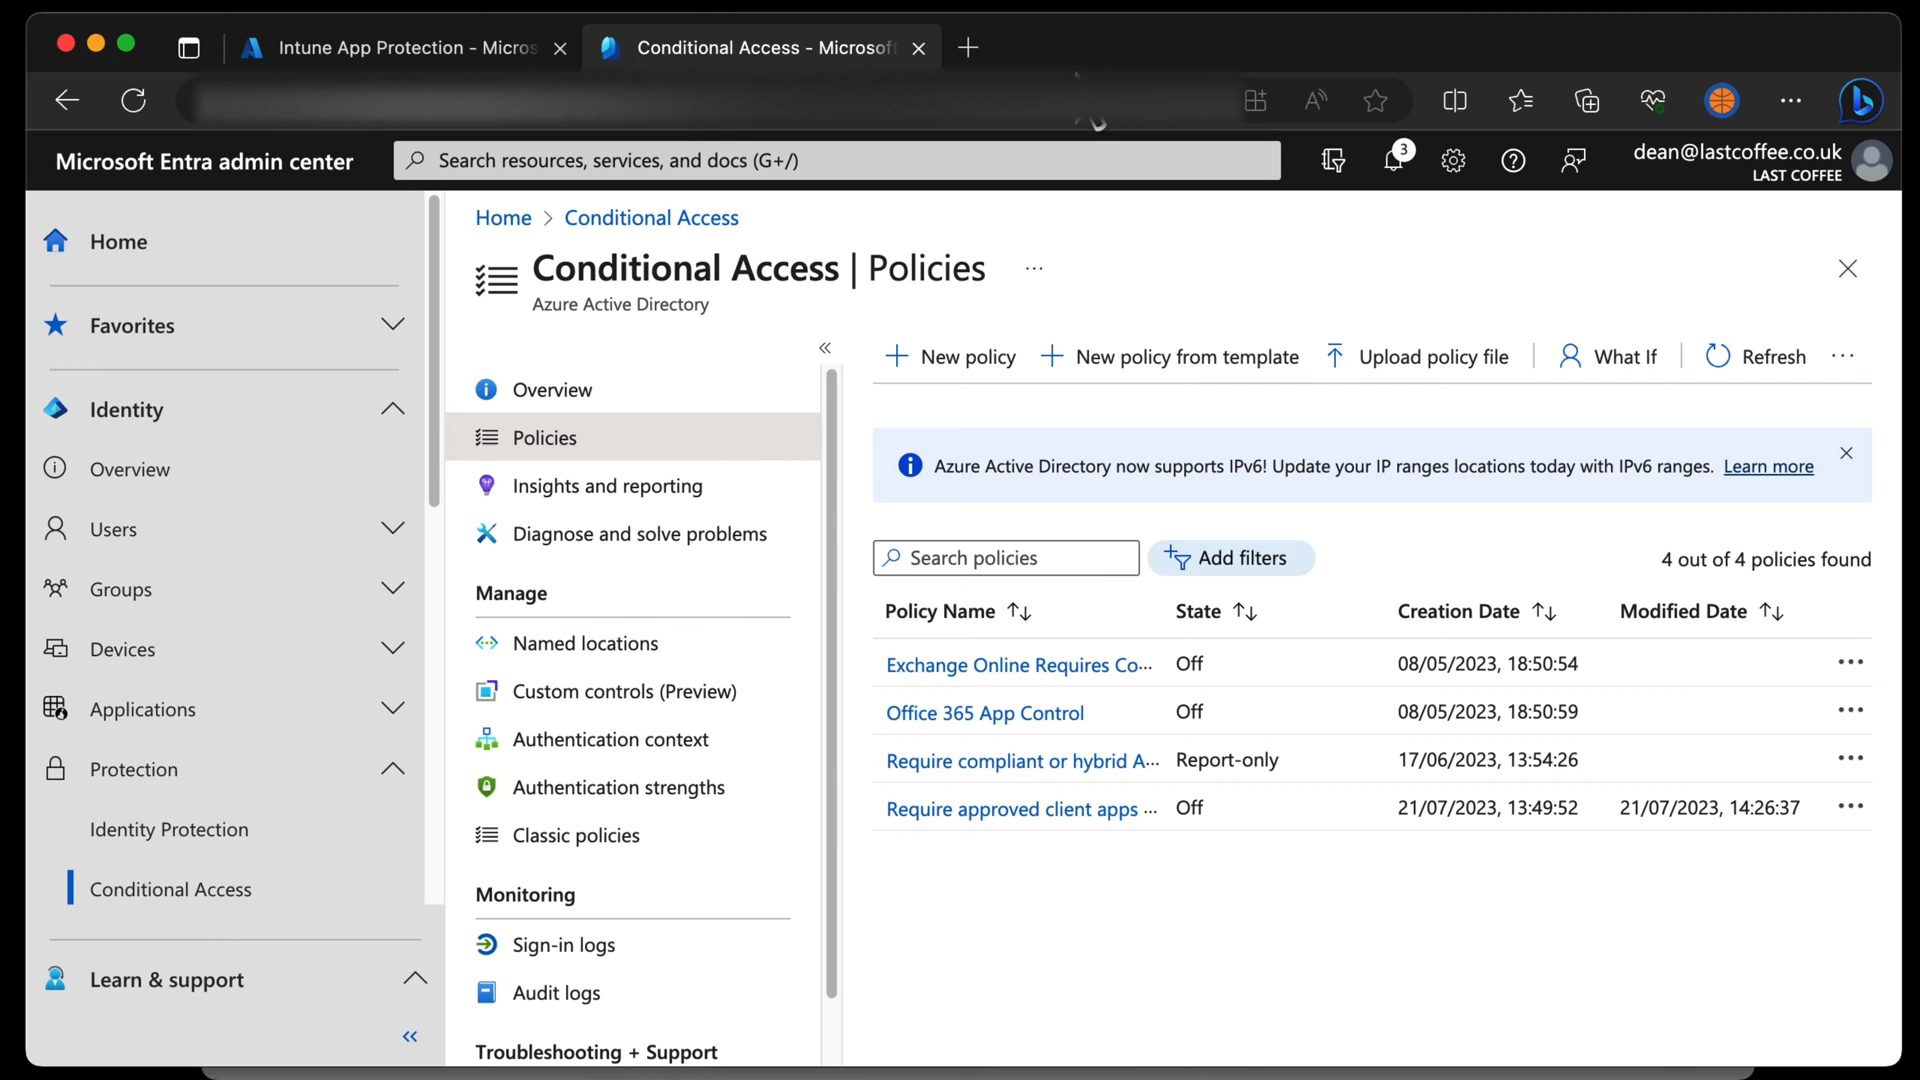 Intune App Protection - Micros
Conditional Access - Microsoft
Microsoft Entra admin center
Search resources, services, and docs (G+/)
3
dean@lastcoffee.co.uk
LAST COFFEE
Home
Favorites
Identity
Overview
Users
Groups
Devices
Applications
Protection
Identity Protection
Conditional Access
Learn & support
Home > Conditional Access
Conditional Access | Policies
Azure Active Directory
Overview
Policies
Insights and reporting
Diagnose and solve problems
Manage
Named locations
Custom controls (Preview)
Authentication context
Authentication strengths
Classic policies
Monitoring
Sign-in logs
Audit logs
Troubleshooting + Support
New policy New policy from template Upload policy file What If Refresh
Azure Active Directory now supports IPv6! Update your IP ranges locations today with IPv6 ranges. Learn more
Search policies Add filters 4 out of 4 policies found
Policy Name State Creation Date Modified Date
Exchange Online Requires Co... Off 08/05/2023, 18:50:54
Office 365 App Control Off 08/05/2023, 18:50:59
Require compliant or hybrid A... Report-only 17/06/2023, 13:54:26
Require approved client apps ... Off 21/07/2023, 13:49:52 21/07/2023, 14:26:37